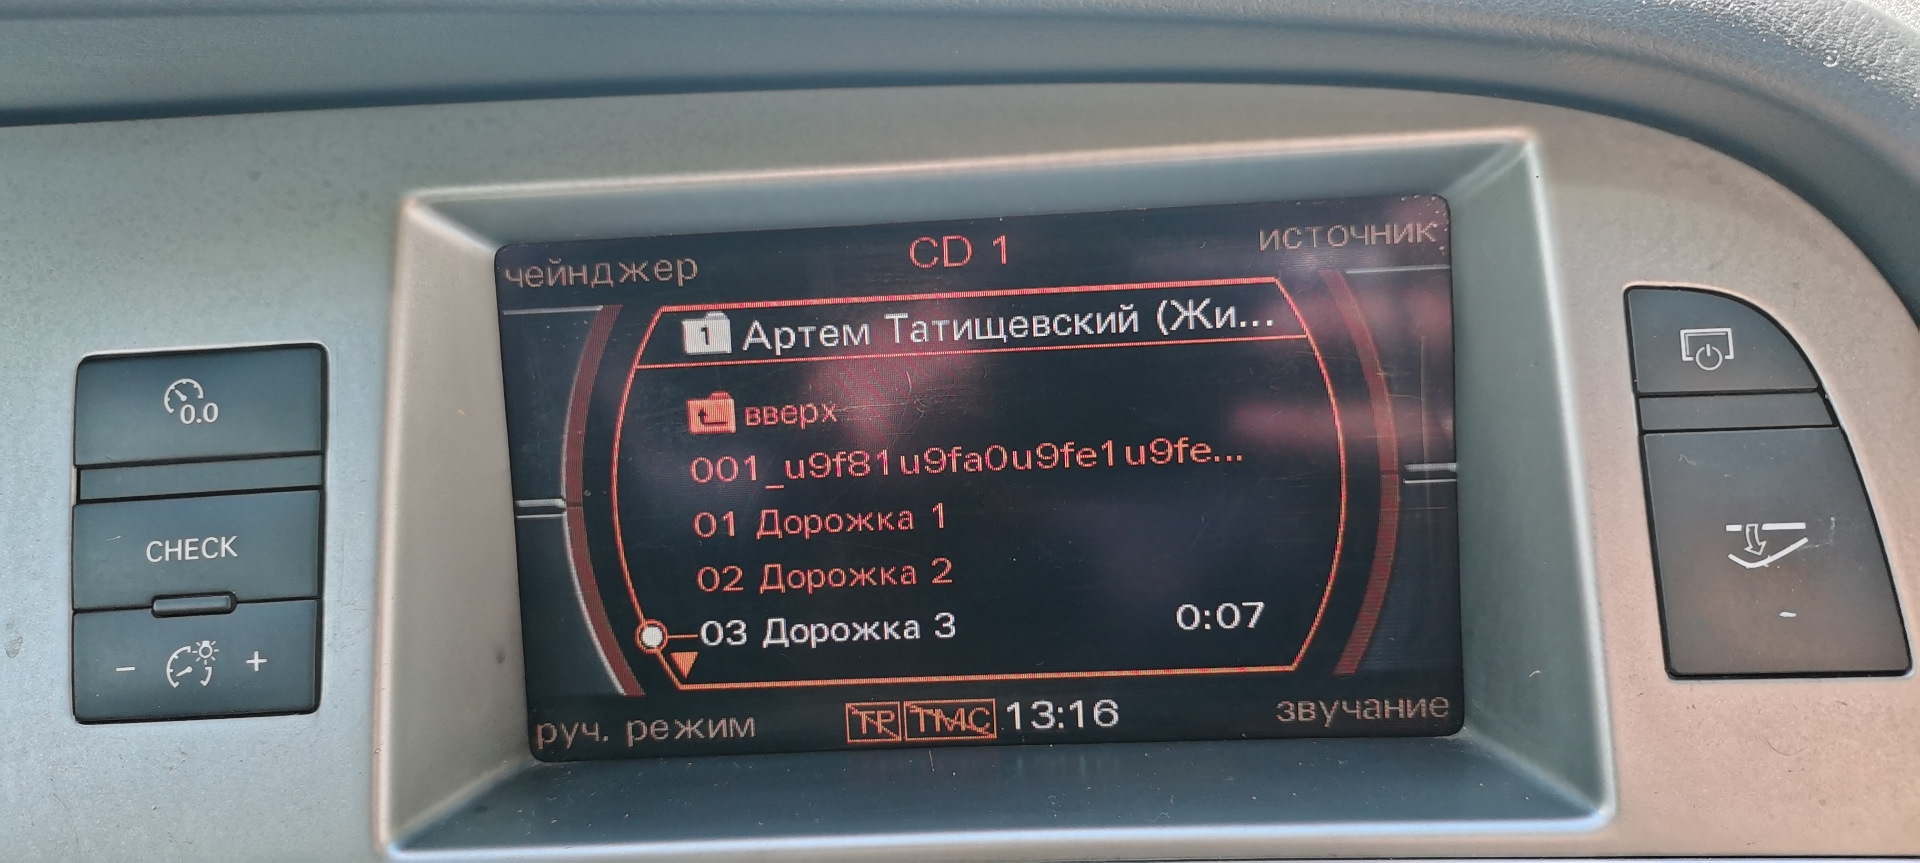 чейнджер CD 1 источник
1 Артем Татищевский (Жи...
вверх
001_u9f81u9fa0u9fe1u9fe...
01 Дорожка 1
02 Дорожка 2
03 Дорожка 3 0:07
руч. режим TP TMC 13:16 звучание
0.0
CHECK
- +